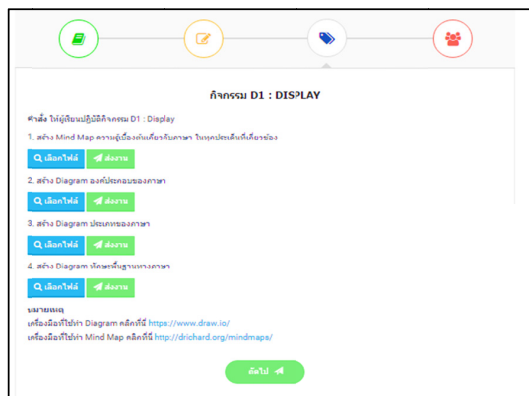 กิจกรรม D1 : DISPLAY
คำสั่ง ให้ผู้เรียนปฏิบัติกิจกรรม D1 : Display
1. สร้าง Mind Map ความรู้เบื้องต้นเกี่ยวกับภาษา ในทุกประเด็นที่เกี่ยวข้อง
เลือกไฟล์ ส่งงาน
2. สร้าง Diagram องค์ประกอบของภาษา
เลือกไฟล์ ส่งงาน
3. สร้าง Diagram ประเภทของภาษา
เลือกไฟล์ ส่งงาน
4. สร้าง Diagram ทักษะพื้นฐานทางภาษา
เลือกไฟล์ ส่งงาน
หมายเหตุ
เครื่องมือที่ใช้ทำ Diagram คลิคที่นี่ https://www.draw.io/
เครื่องมือที่ใช้ทำ Mind Map คลิคที่นี่ http://drichard.org/mindmaps/
ถัดไป